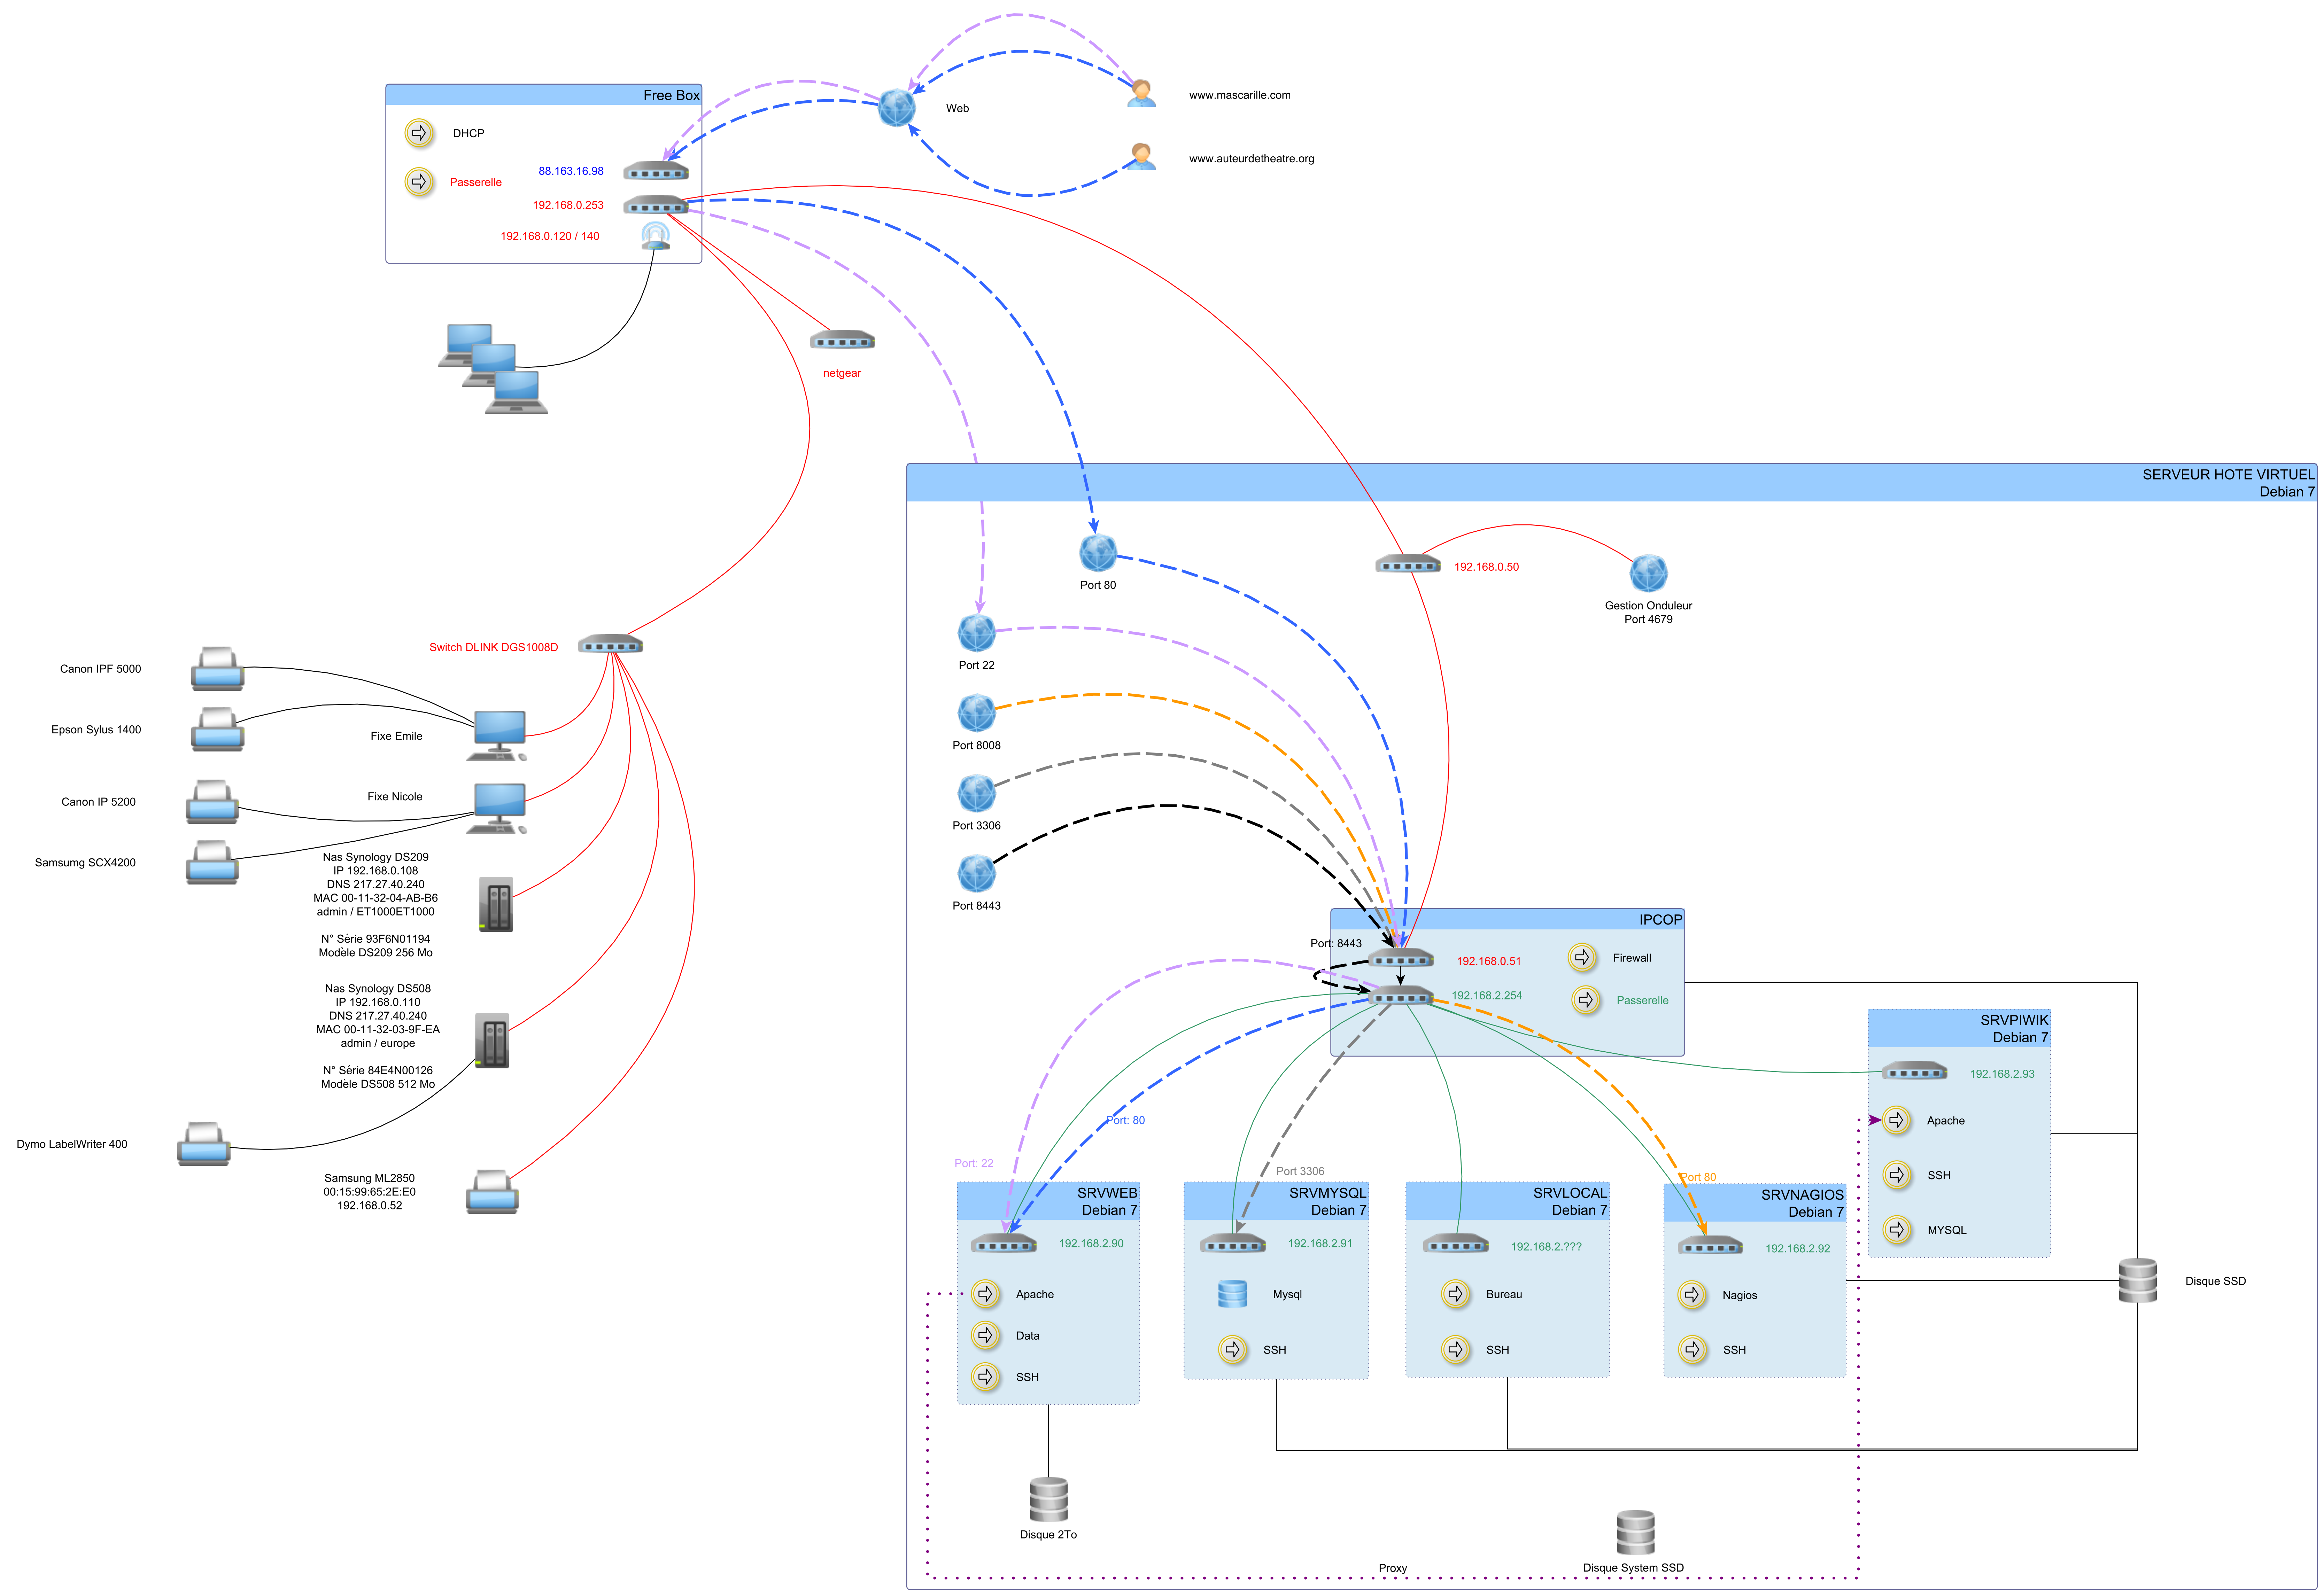 www.mascarille.com
Web
www.auteurdetheatre.org
Free Box
DHCP
88.163.16.98
Passerelle
192.168.0.253
192.168.0.120 / 140
netgear
Switch DLINK DGS1008D
Canon IPF 5000
Epson Sylus 1400
Fixe Emile
Canon IP 5200
Fixe Nicole
Samsumg SCX4200
Nas Synology DS209
IP 192.168.0.108
DNS 217.27.40.240
MAC 00-11-32-04-AB-B6
admin / ET1000ET1000
N° Série 93F6N01194
Modèle DS209 256 Mo
Nas Synology DS508
IP 192.168.0.110
DNS 217.27.40.240
MAC 00-11-32-03-9F-EA
admin / europe
N° Série 84E4N00126
Modèle DS508 512 Mo
Dymo LabelWriter 400
Samsung ML2850
00:15:99:65:2E:E0
192.168.0.52
SERVEUR HOTE VIRTUEL
Debian 7
Port 80
192.168.0.50
Gestion Onduleur
Port 4679
Port 22
Port 8008
Port 3306
Port 8443
IPCOP
Port: 8443
192.168.0.51
Firewall
192.168.2.254
Passerelle
SRVPIWIK
Debian 7
192.168.2.93
Apache
SSH
MYSQL
Port: 80
Port: 22
Port 3306
Port 80
SRVWEB
Debian 7
192.168.2.90
Apache
Data
SSH
SRVMYSQL
Debian 7
192.168.2.91
Mysql
SSH
SRVLOCAL
Debian 7
192.168.2.???
Bureau
SSH
SRVNAGIOS
Debian 7
192.168.2.92
Nagios
SSH
Disque SSD
Disque 2To
Proxy
Disque System SSD